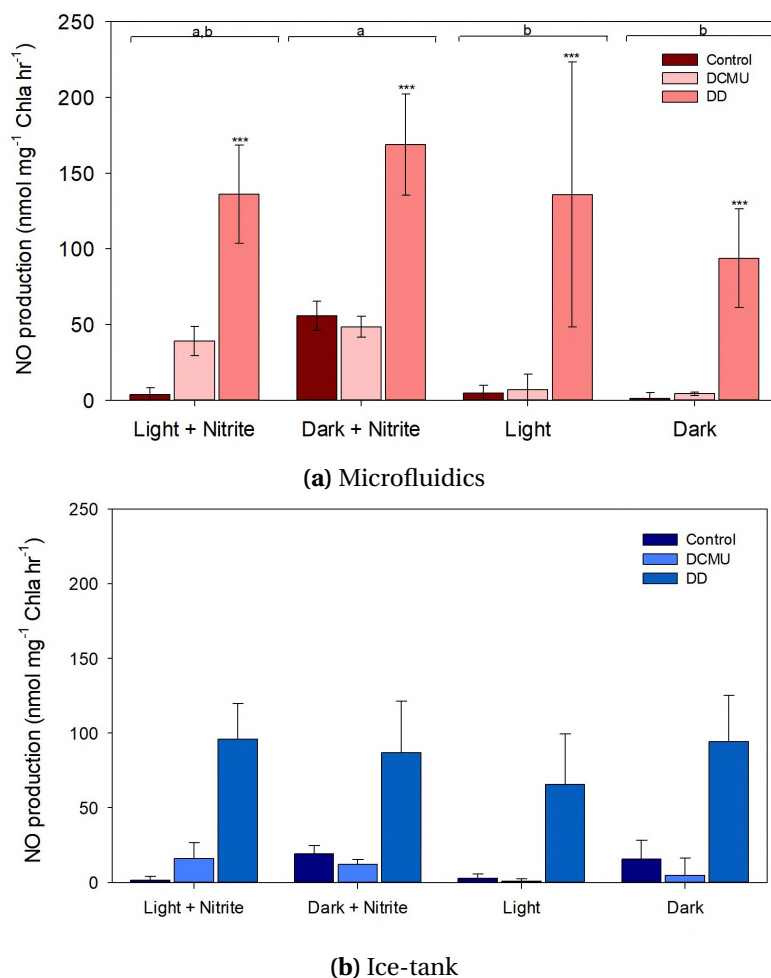 250
200
150
100
50
0
NO production (nmol mg⁻¹ Chla hr⁻¹)
a,b a b b
Control
DCMU
DD
*** *** *** ***
Light + Nitrite Dark + Nitrite Light Dark
(a) Microfluidics
250
200
150
100
50
0
NO production (nmol mg⁻¹ Chla hr⁻¹)
Control
DCMU
DD
Light + Nitrite Dark + Nitrite Light Dark
(b) Ice-tank